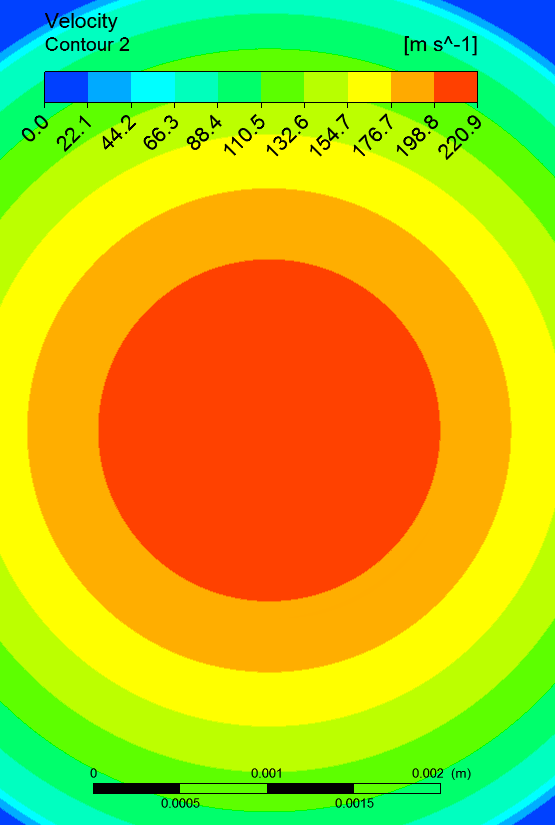 Velocity
Contour 2 [m s^-1]
0.0 22.1 44.2 66.3 88.4 110.5 132.6 154.7 176.7 198.8 220.9
0 0.001 0.002 (m)
0.0005 0.0015